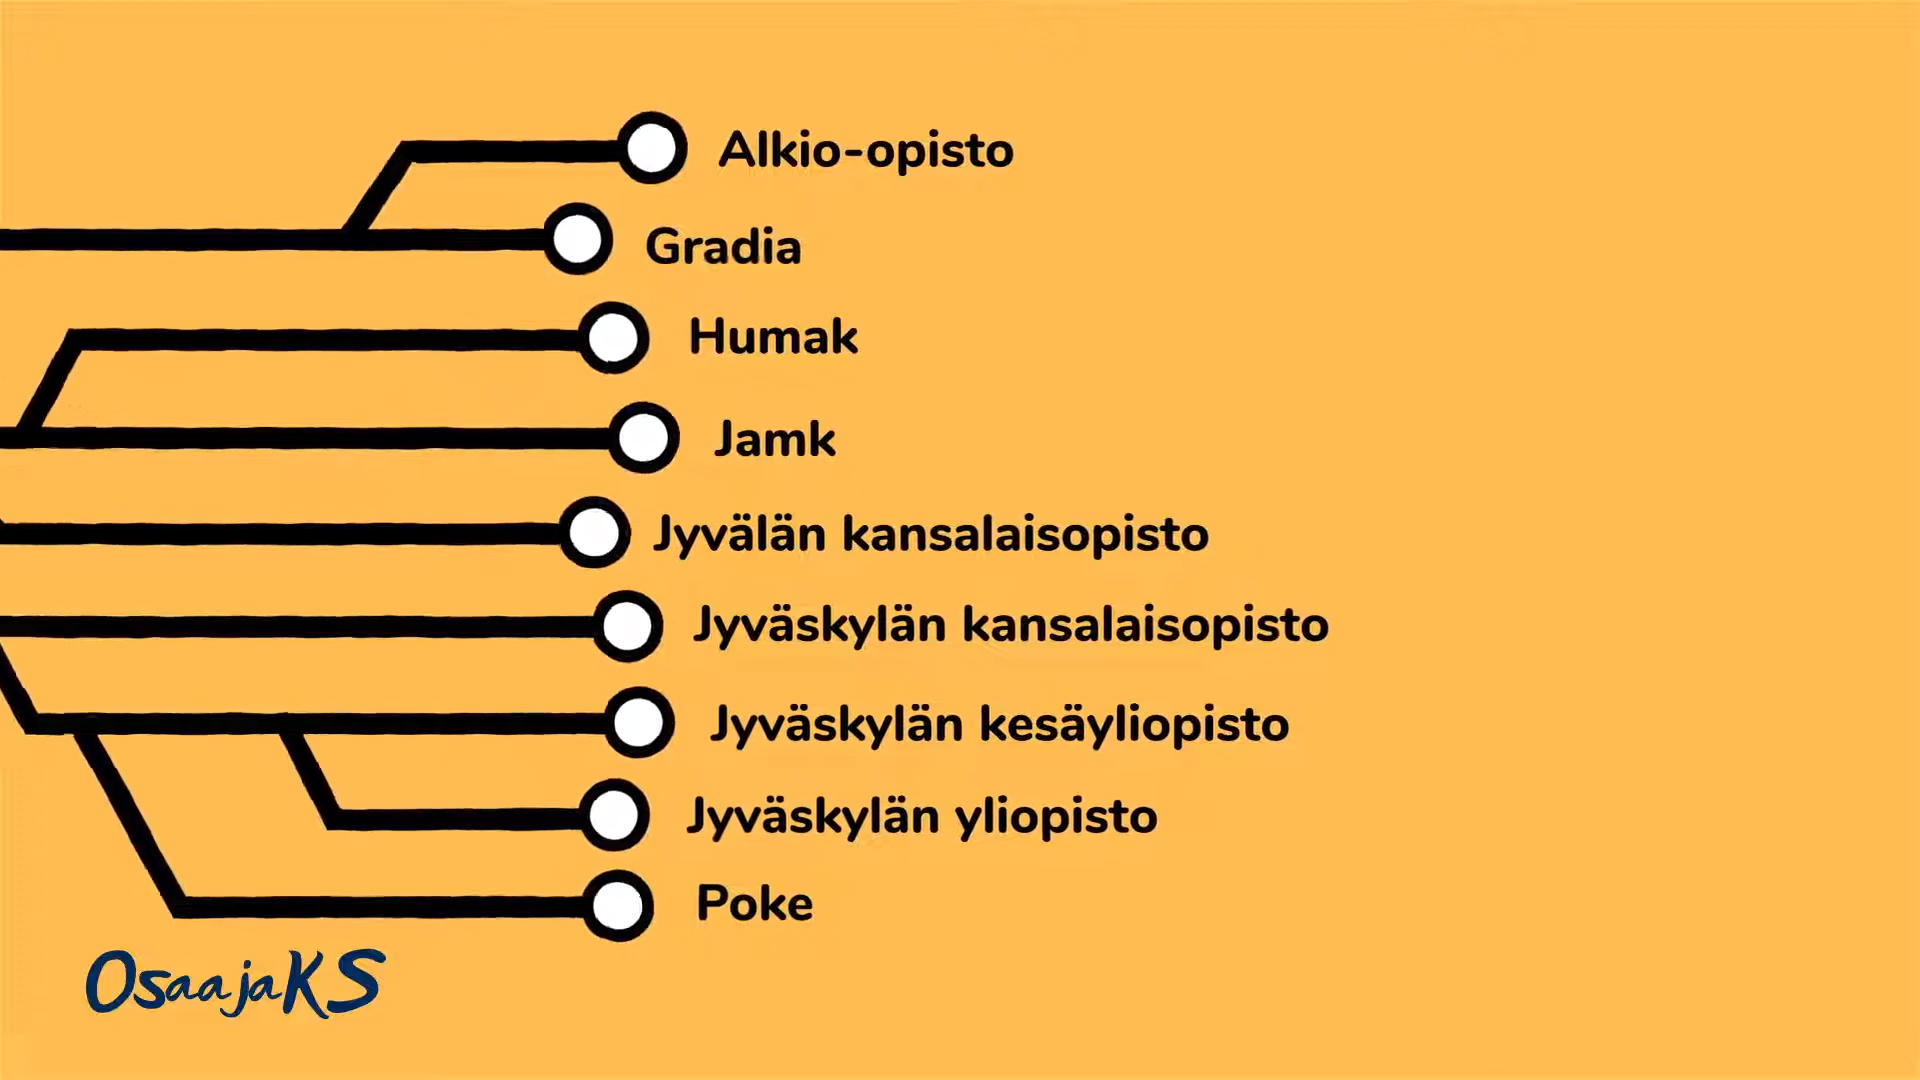 Alkio-opisto
Gradia
Humak
Jamk
Jyvälän kansalaisopisto
Jyväskylän kansalaisopisto
Jyväskylän kesäyliopisto
Jyväskylän yliopisto
Poke
OsaajaKS